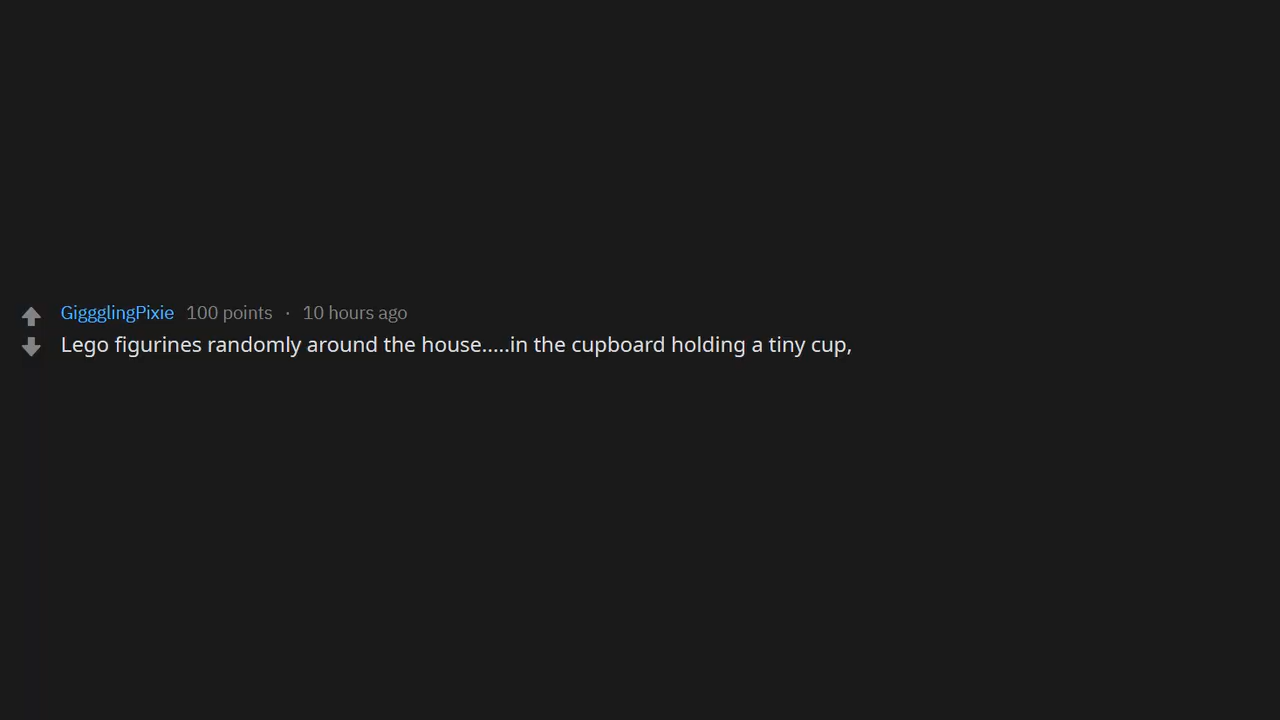 GiggglingPixie 100 points · 10 hours ago
Lego figurines randomly around the house.....in the cupboard holding a tiny cup,